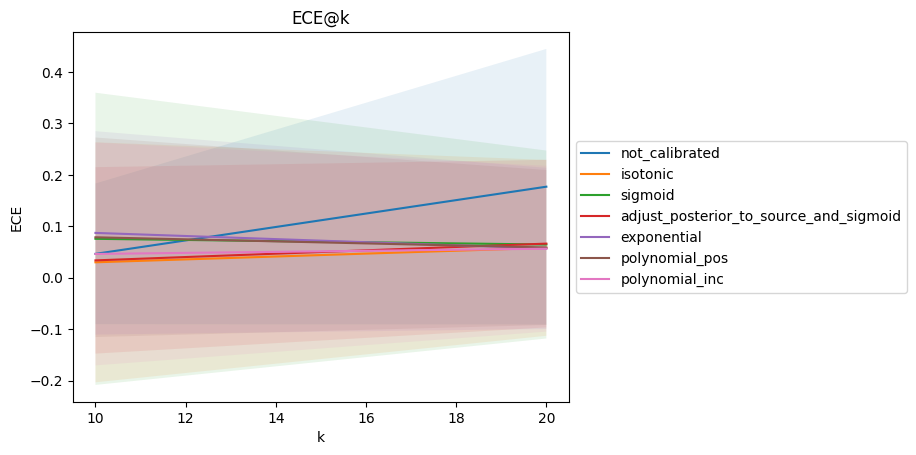 ECE@k
ECE
0.4
0.3
0.2
0.1
0.0
−0.1
−0.2
10
12
14
16
18
20
k
not_calibrated
isotonic
sigmoid
adjust_posterior_to_source_and_sigmoid
exponential
polynomial_pos
polynomial_inc